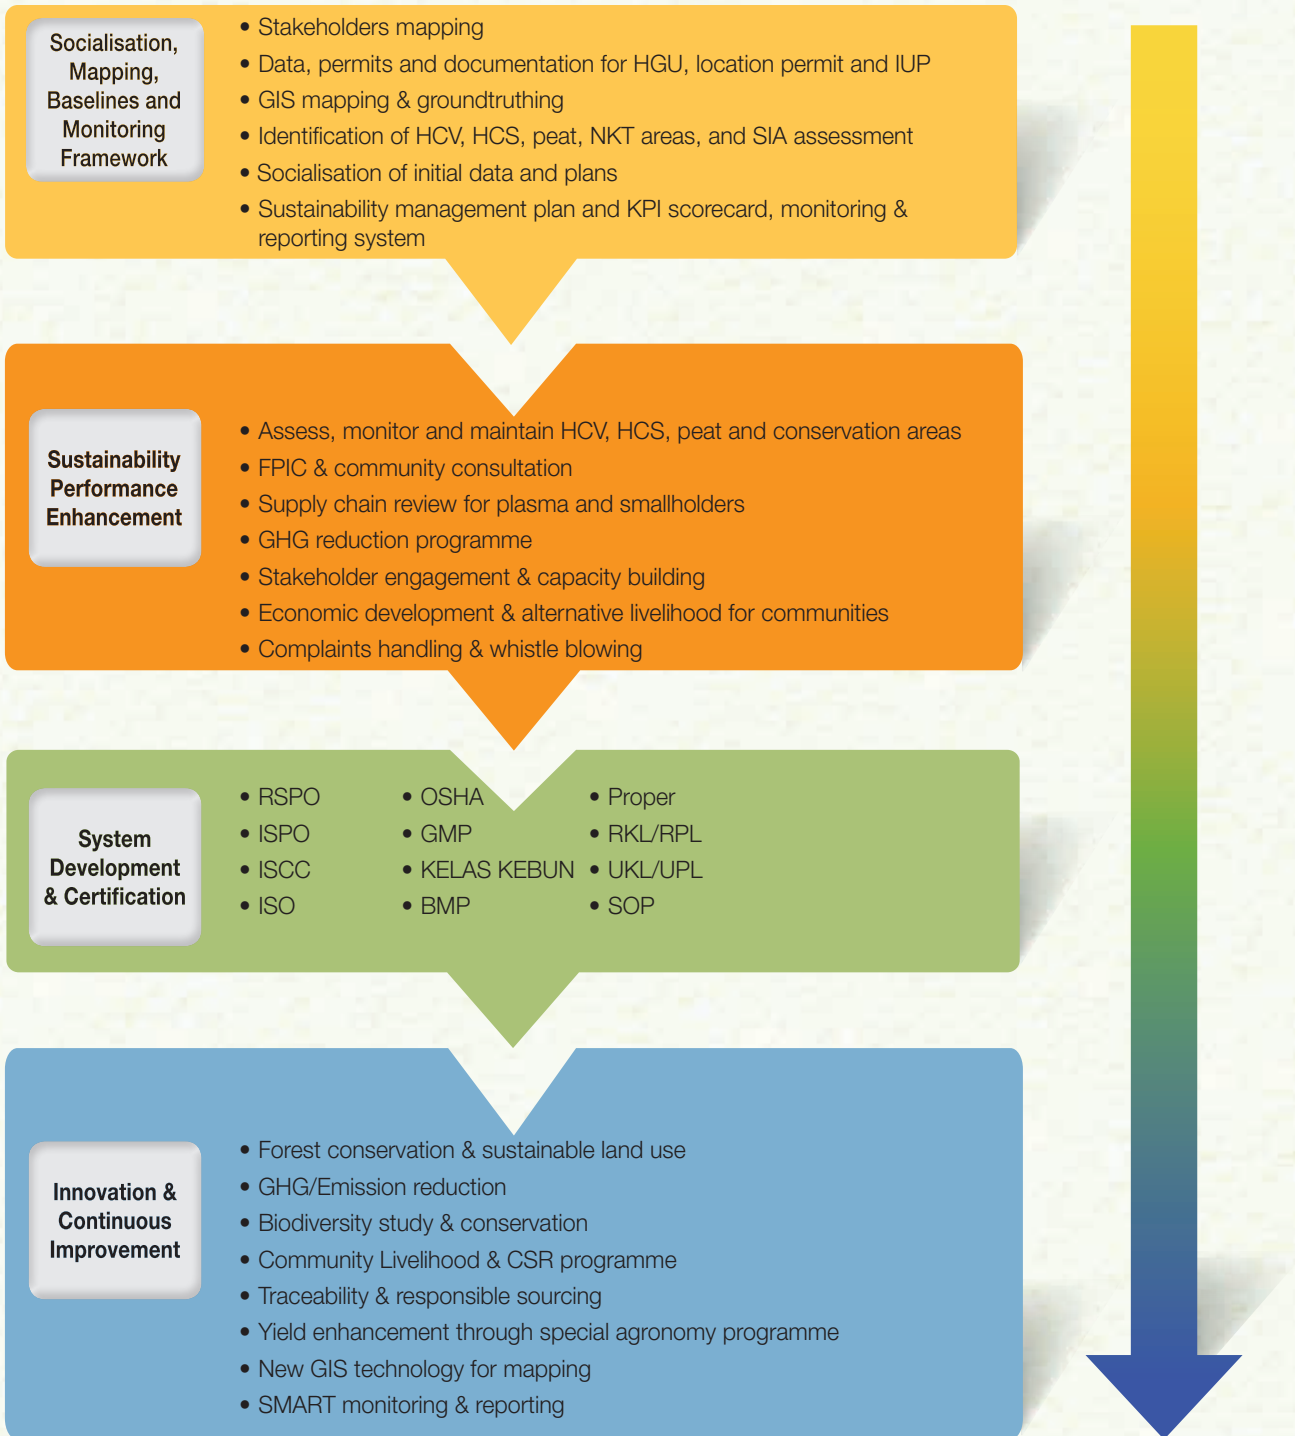 Socialisation,
Mapping,
Baselines and
Monitoring
Framework
• Stakeholders mapping
• Data, permits and documentation for HGU, location permit and IUP
• GIS mapping & groundtruthing
• Identification of HCV, HCS, peat, NKT areas, and SIA assessment
• Socialisation of initial data and plans
• Sustainability management plan and KPI scorecard, monitoring &
reporting system
Sustainability
Performance
Enhancement
• Assess, monitor and maintain HCV, HCS, peat and conservation areas
• FPIC & community consultation
• Supply chain review for plasma and smallholders
• GHG reduction programme
• Stakeholder engagement & capacity building
• Economic development & alternative livelihood for communities
• Complaints handling & whistle blowing
System
Development
& Certification
• RSPO
• ISPO
• ISCC
• ISO
• OSHA
• GMP
• KELAS KEBUN
• BMP
• Proper
• RKL/RPL
• UKL/UPL
• SOP
Innovation &
Continuous
Improvement
• Forest conservation & sustainable land use
• GHG/Emission reduction
• Biodiversity study & conservation
• Community Livelihood & CSR programme
• Traceability & responsible sourcing
• Yield enhancement through special agronomy programme
• New GIS technology for mapping
• SMART monitoring & reporting